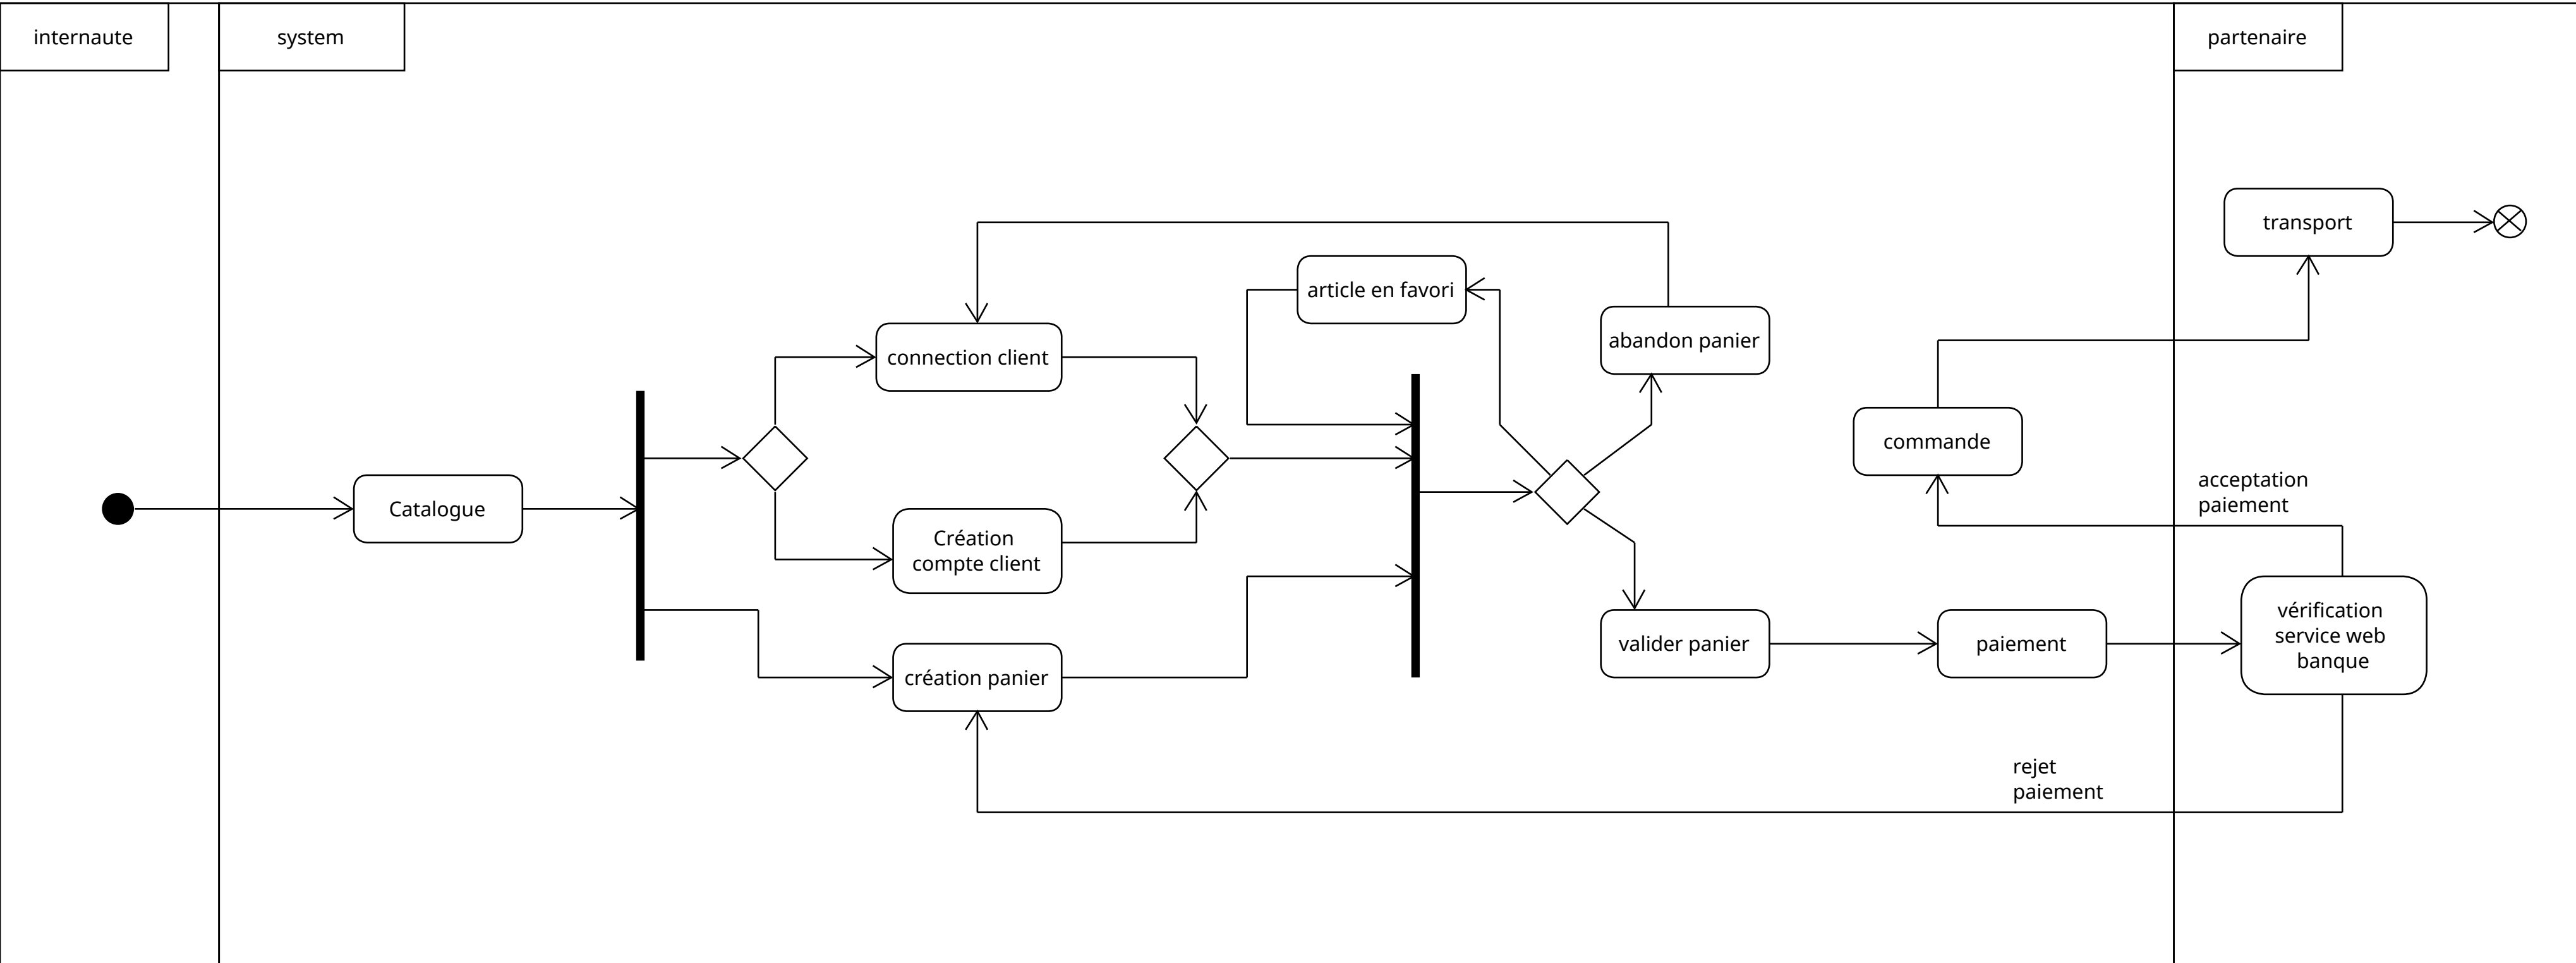 internaute
system
partenaire
transport
article en favori
abandon panier
connection client
commande
acceptation
paiement
Catalogue
Création
compte client
vérification
service web
banque
valider panier
paiement
création panier
rejet
paiement